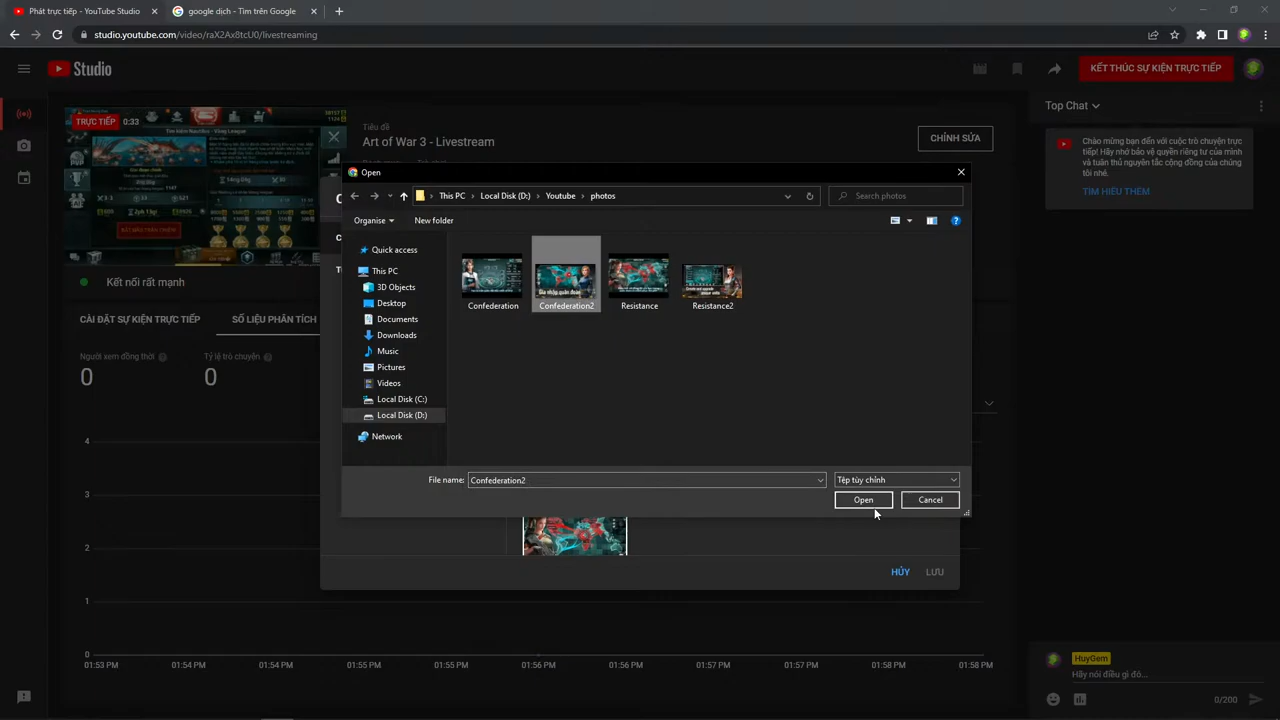 Phát trực tiếp - YouTube Studio
google dịch - Tìm trên Google
studio.youtube.com/video/raX2Ax8tcU0/livestreaming
Studio
KẾT THÚC SỰ KIỆN TRỰC TIẾP
TRỰC TIẾP 0:33
Tiêu đề
Art of War 3 - Livestream
CHỈNH SỬA
Kết nối rất mạnh
CÀI ĐẶT SỰ KIỆN TRỰC TIẾP
SỐ LIỆU PHÂN TÍCH
Người xem đồng thời
Tỷ lệ trò chuyện
0
0
4
3
2
1
0
01:53 PM
01:54 PM
01:54 PM
01:55 PM
01:55 PM
01:56 PM
01:56 PM
01:57 PM
01:57 PM
01:58 PM
01:58 PM
Open
This PC
Local Disk (D:)
Youtube
photos
Search photos
Organise
New folder
Quick access
This PC
3D Objects
Desktop
Documents
Downloads
Music
Pictures
Videos
Local Disk (C:)
Local Disk (D:)
Network
Confederation
Confederation2
Resistance
Resistance2
File name:
Confederation2
Tệp tùy chỉnh
Open
Cancel
HỦY
LƯU
Top Chat
Chào mừng bạn đến với cuộc trò chuyện
trực tiếp! Hãy nhớ bảo vệ quyền riêng tư của mình
và tuân thủ nguyên tắc cộng đồng của chúng
tôi nhé.
TÌM HIỂU THÊM
HuyGem
Hãy nói điều gì đó...
0/200